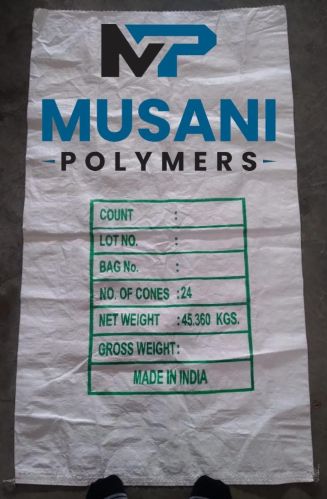 MP
MUSANI
POLYMERS
COUNT :
LOT NO. :
BAG No. :
NO. OF CONES :24
NET WEIGHT :45.360 KGS.
GROSS WEIGHT:
MADE IN INDIA